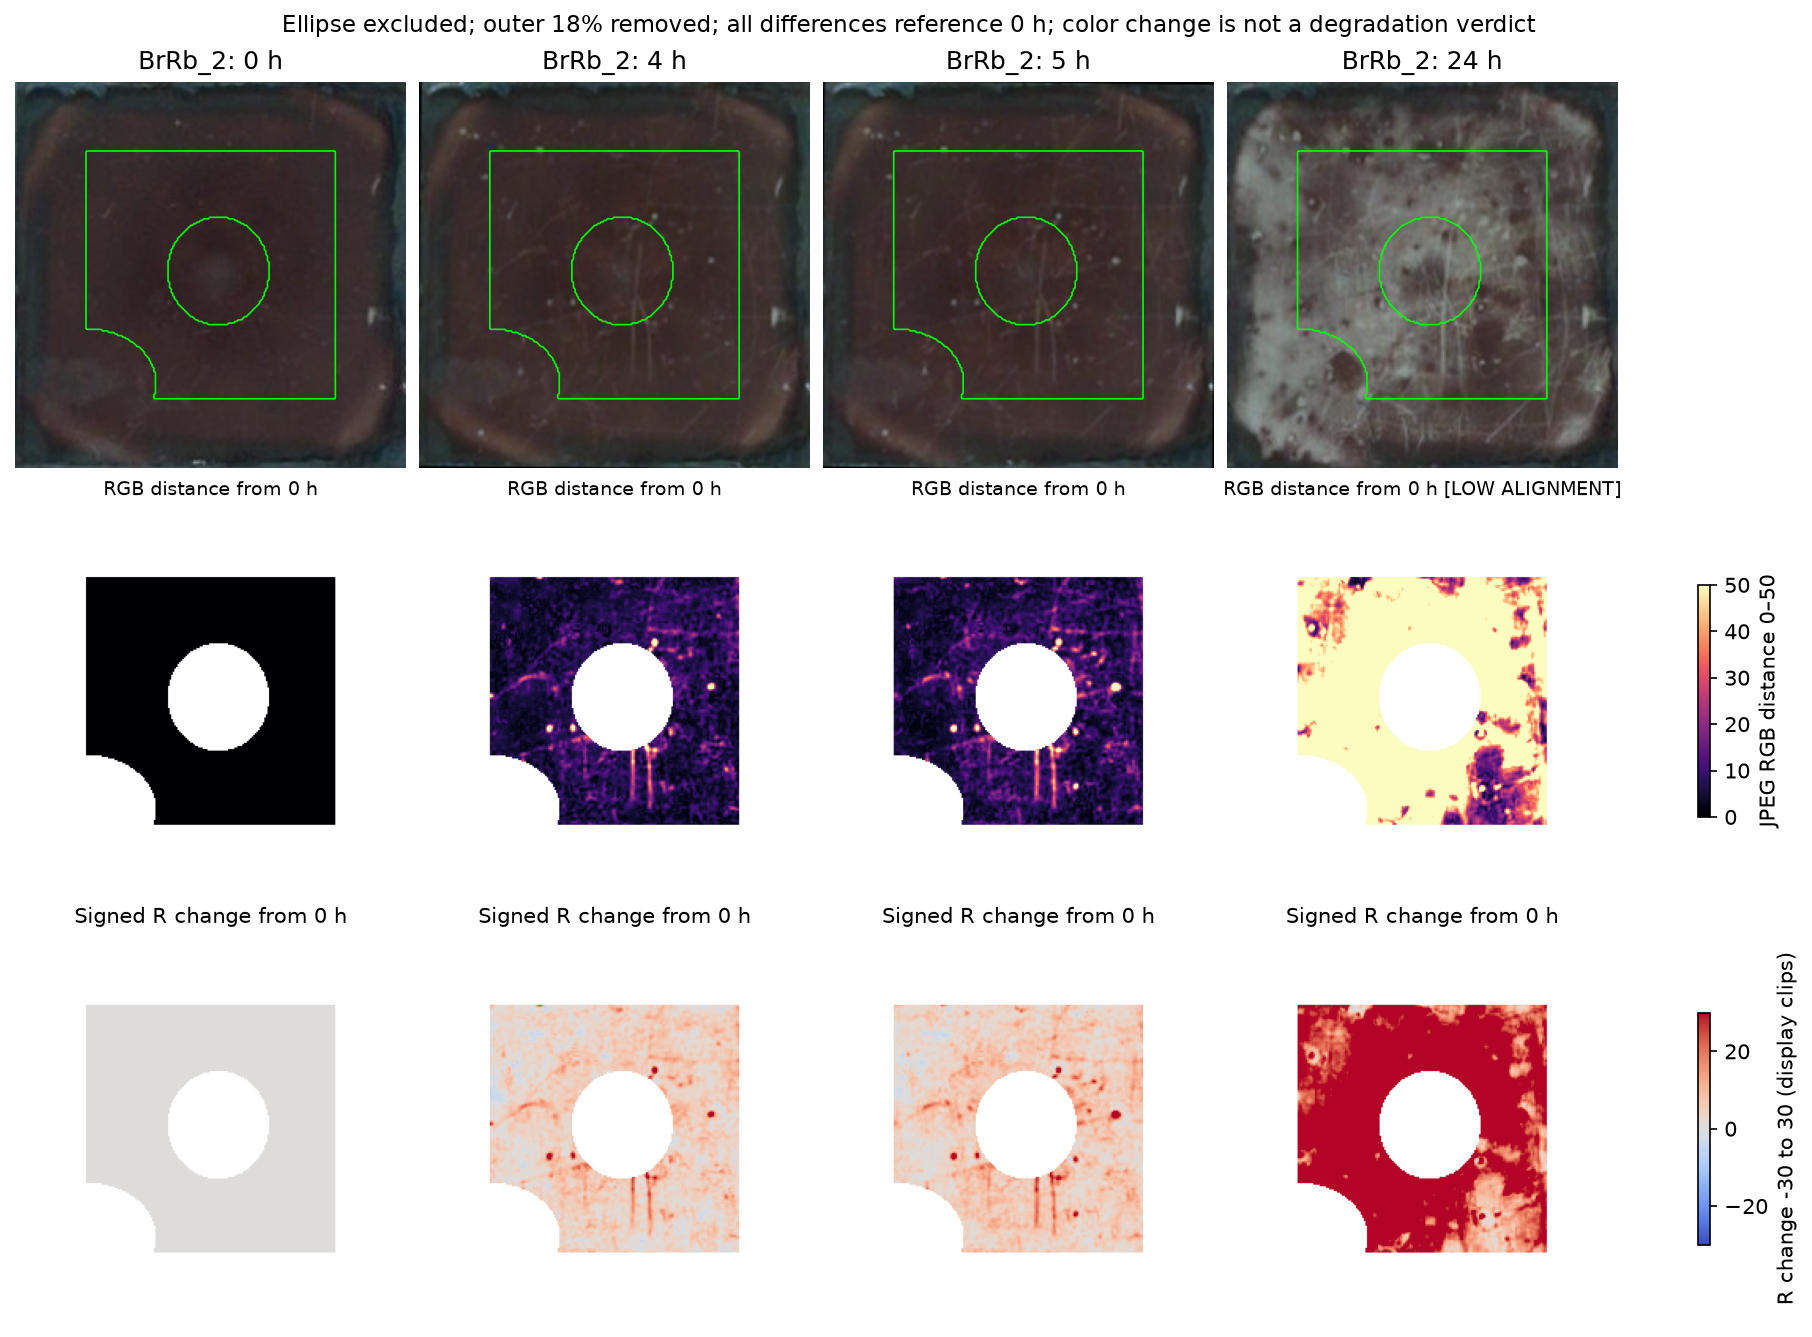 Ellipse excluded; outer 18% removed; all differences reference 0 h; color change is not a degradation verdict
BrRb_2: 0 h
BrRb_2: 4 h
BrRb_2: 5 h
BrRb_2: 24 h
RGB distance from 0 h
RGB distance from 0 h
RGB distance from 0 h
RGB distance from 0 h [LOW ALIGNMENT]
50
40
30
20
10
0
JPEG RGB distance 0–50
Signed R change from 0 h
Signed R change from 0 h
Signed R change from 0 h
Signed R change from 0 h
20
0
−20
R change -30 to 30 (display clips)